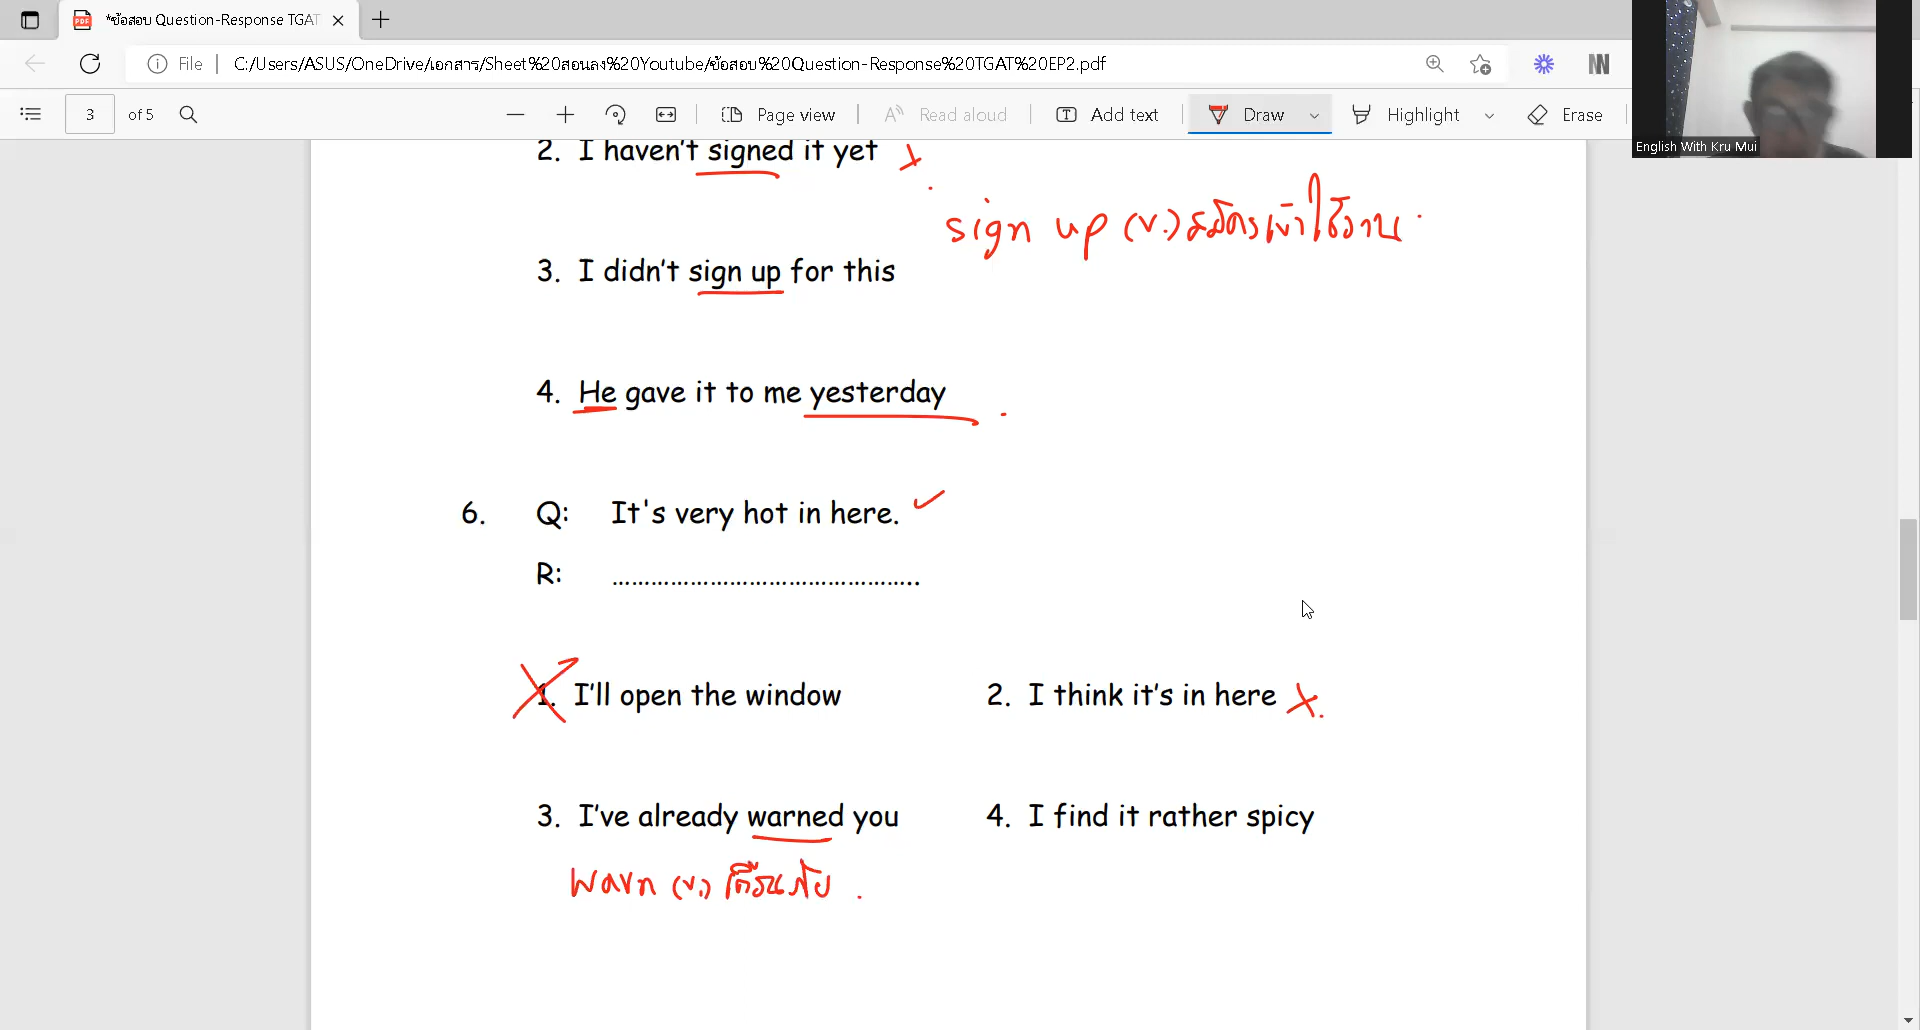 *ข้อสอบ Question-Response TGAT
File
C:/Users/ASUS/OneDrive/เอกสาร/Sheet%20สอนลง%20Youtube/ข้อสอบ%20Question-Response%20TGAT%20EP2.pdf
3 of 5
Page view
Read aloud
Add text
Draw
Highlight
Erase
English With Kru Mui
2. I haven't signed it yet
sign up (v.) สมัครเข้าใช้งาน
3. I didn't sign up for this
4. He gave it to me yesterday
6. Q: It's very hot in here.
R: ................................................
1. I'll open the window
2. I think it's in here
3. I've already warned you
4. I find it rather spicy
warn (v.) เตือนภัย